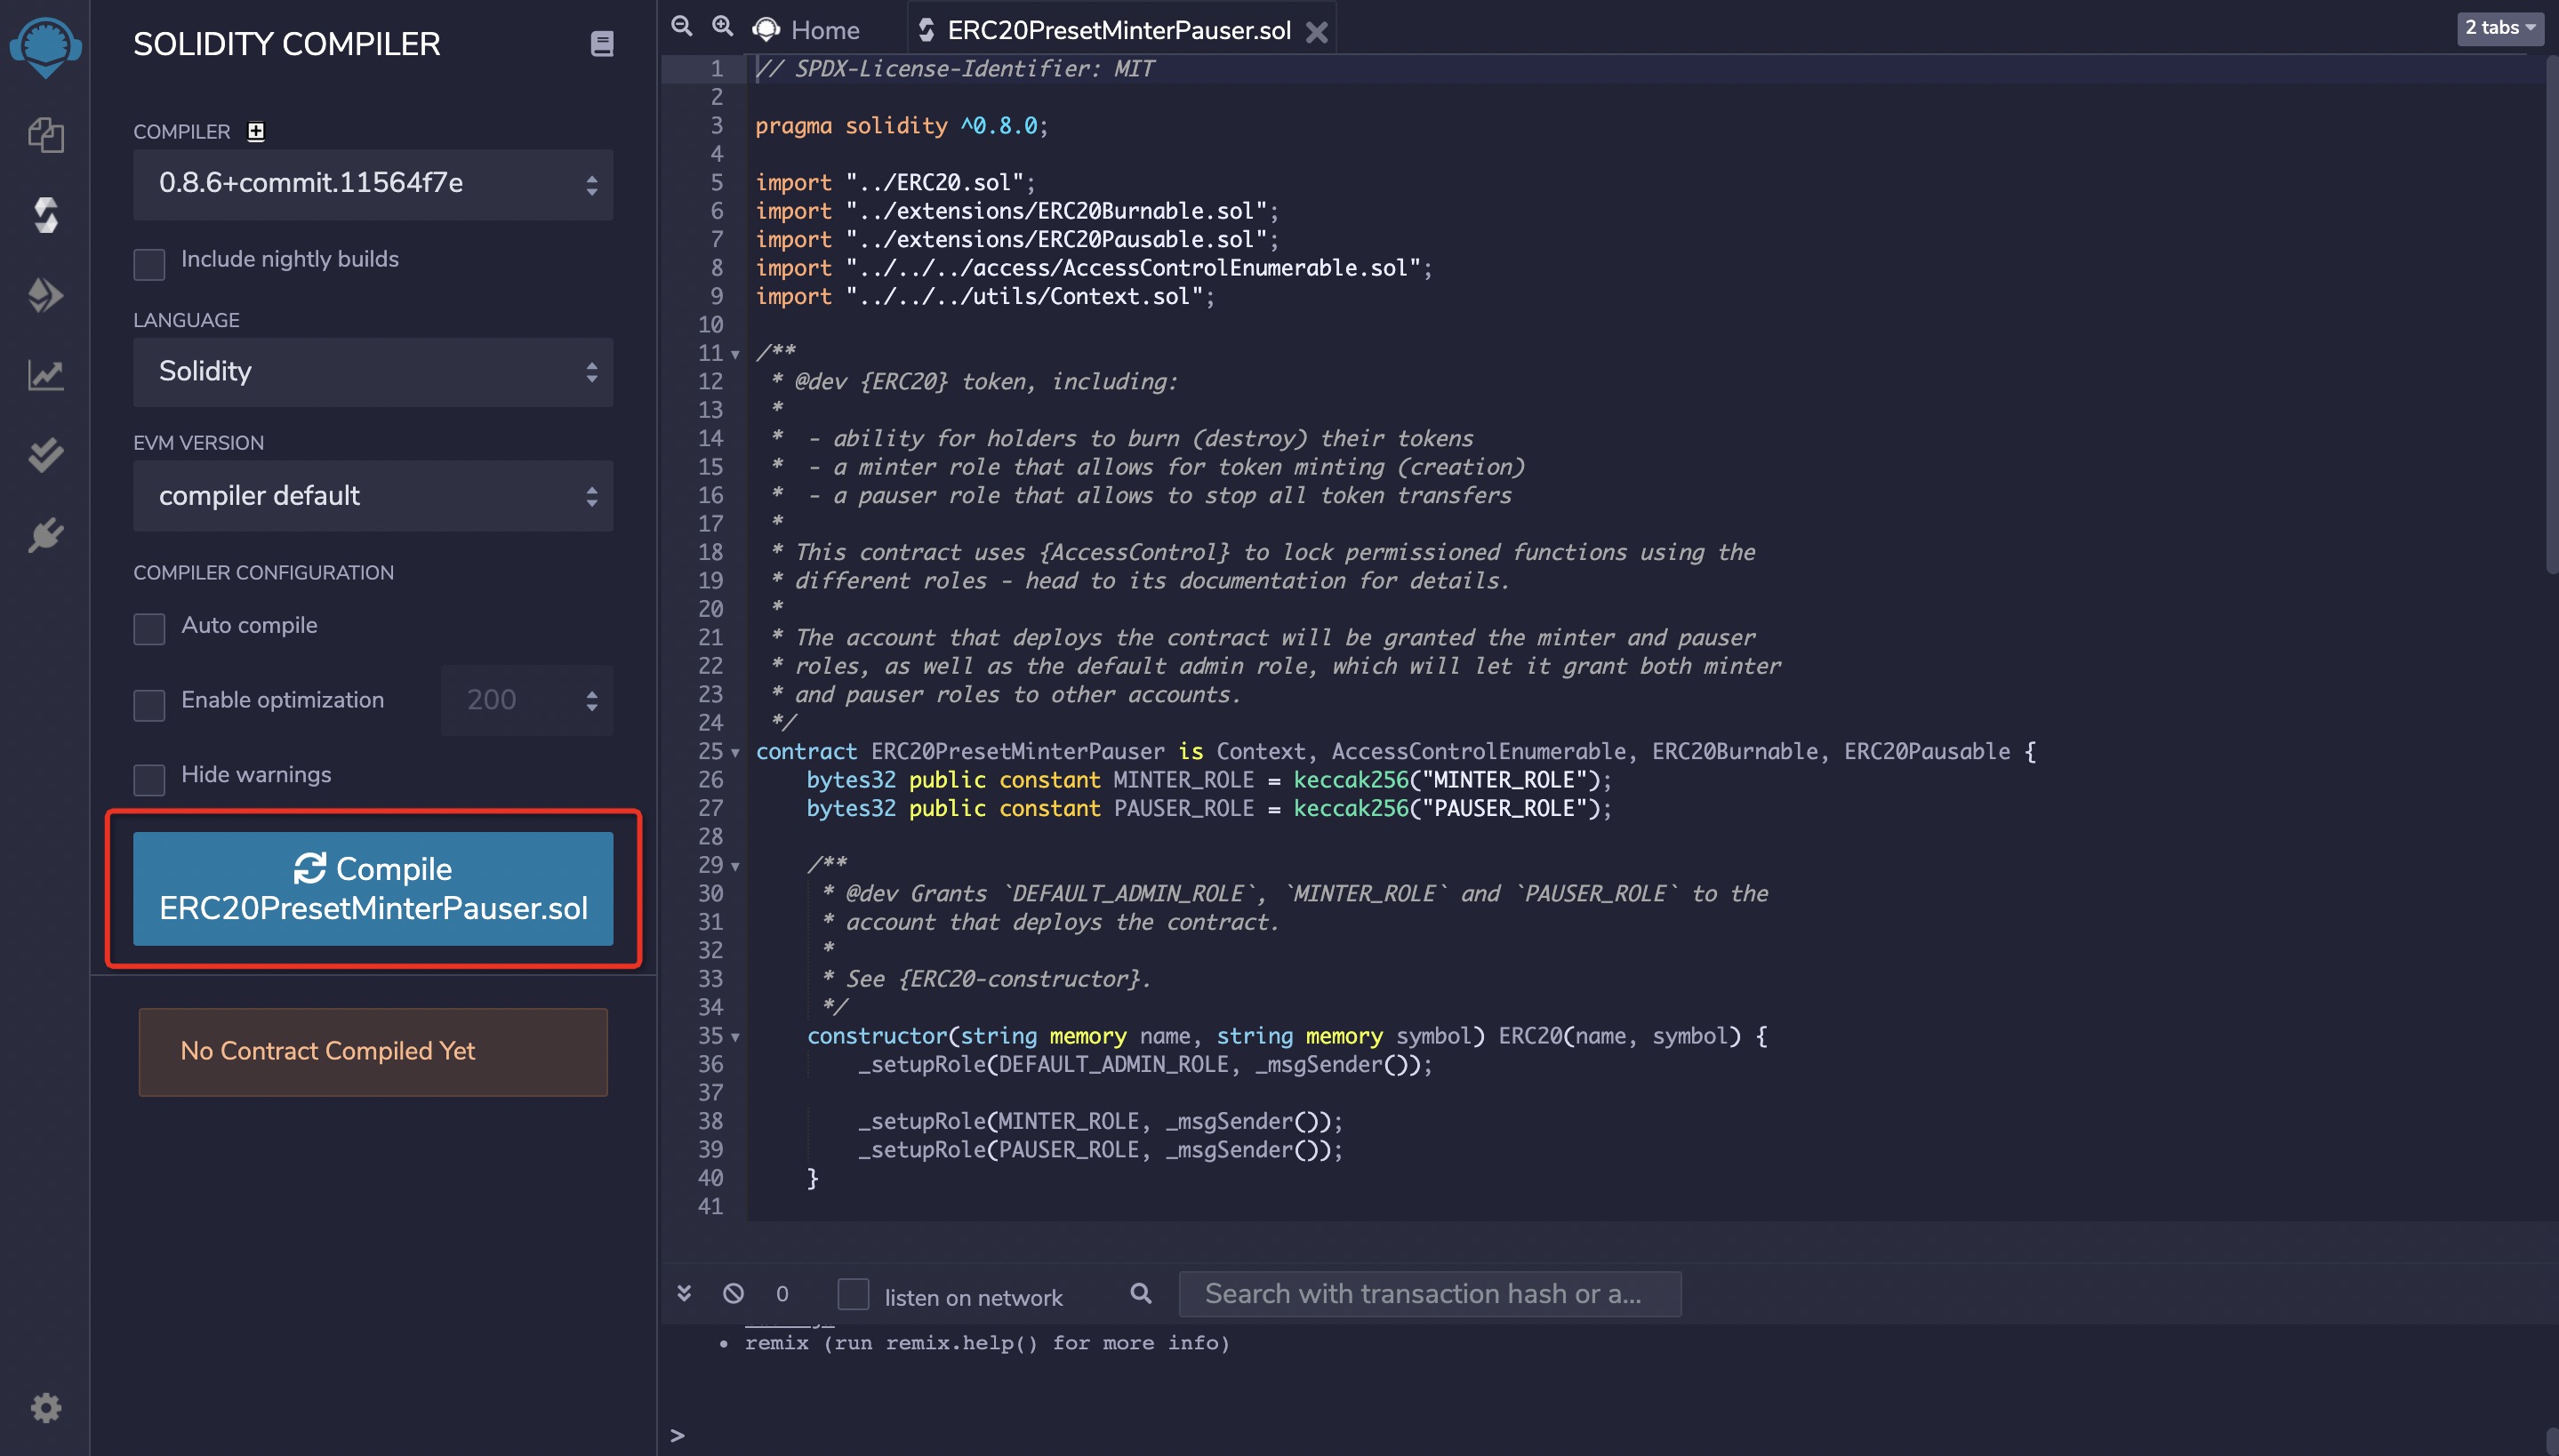 SOLIDITY COMPILER
COMPILER
0.8.6+commit.11564f7e
Include nightly builds
LANGUAGE
Solidity
EVM VERSION
compiler default
COMPILER CONFIGURATION
Auto compile
Enable optimization
200
Hide warnings
Compile
ERC20PresetMinterPauser.sol
No Contract Compiled Yet
Home
ERC20PresetMinterPauser.sol
2 tabs
1 // SPDX-License-Identifier: MIT
2
3 pragma solidity ^0.8.0;
4
5 import "../ERC20.sol";
6 import "../extensions/ERC20Burnable.sol";
7 import "../extensions/ERC20Pausable.sol";
8 import "../../../access/AccessControlEnumerable.sol";
9 import "../../../utils/Context.sol";
10
11 /**
12  * @dev {ERC20} token, including:
13  *
14  *  - ability for holders to burn (destroy) their tokens
15  *  - a minter role that allows for token minting (creation)
16  *  - a pauser role that allows to stop all token transfers
17  *
18  * This contract uses {AccessControl} to lock permissioned functions using the
19  * different roles - head to its documentation for details.
20  *
21  * The account that deploys the contract will be granted the minter and pauser
22  * roles, as well as the default admin role, which will let it grant both minter
23  * and pauser roles to other accounts.
24  */
25 contract ERC20PresetMinterPauser is Context, AccessControlEnumerable, ERC20Burnable, ERC20Pausable {
26     bytes32 public constant MINTER_ROLE = keccak256("MINTER_ROLE");
27     bytes32 public constant PAUSER_ROLE = keccak256("PAUSER_ROLE");
28
29     /**
30      * @dev Grants `DEFAULT_ADMIN_ROLE`, `MINTER_ROLE` and `PAUSER_ROLE` to the
31      * account that deploys the contract.
32      *
33      * See {ERC20-constructor}.
34      */
35     constructor(string memory name, string memory symbol) ERC20(name, symbol) {
36         _setupRole(DEFAULT_ADMIN_ROLE, _msgSender());
37
38         _setupRole(MINTER_ROLE, _msgSender());
39         _setupRole(PAUSER_ROLE, _msgSender());
40     }
41
0
listen on network
Search with transaction hash or a...
• remix (run remix.help() for more info)
>